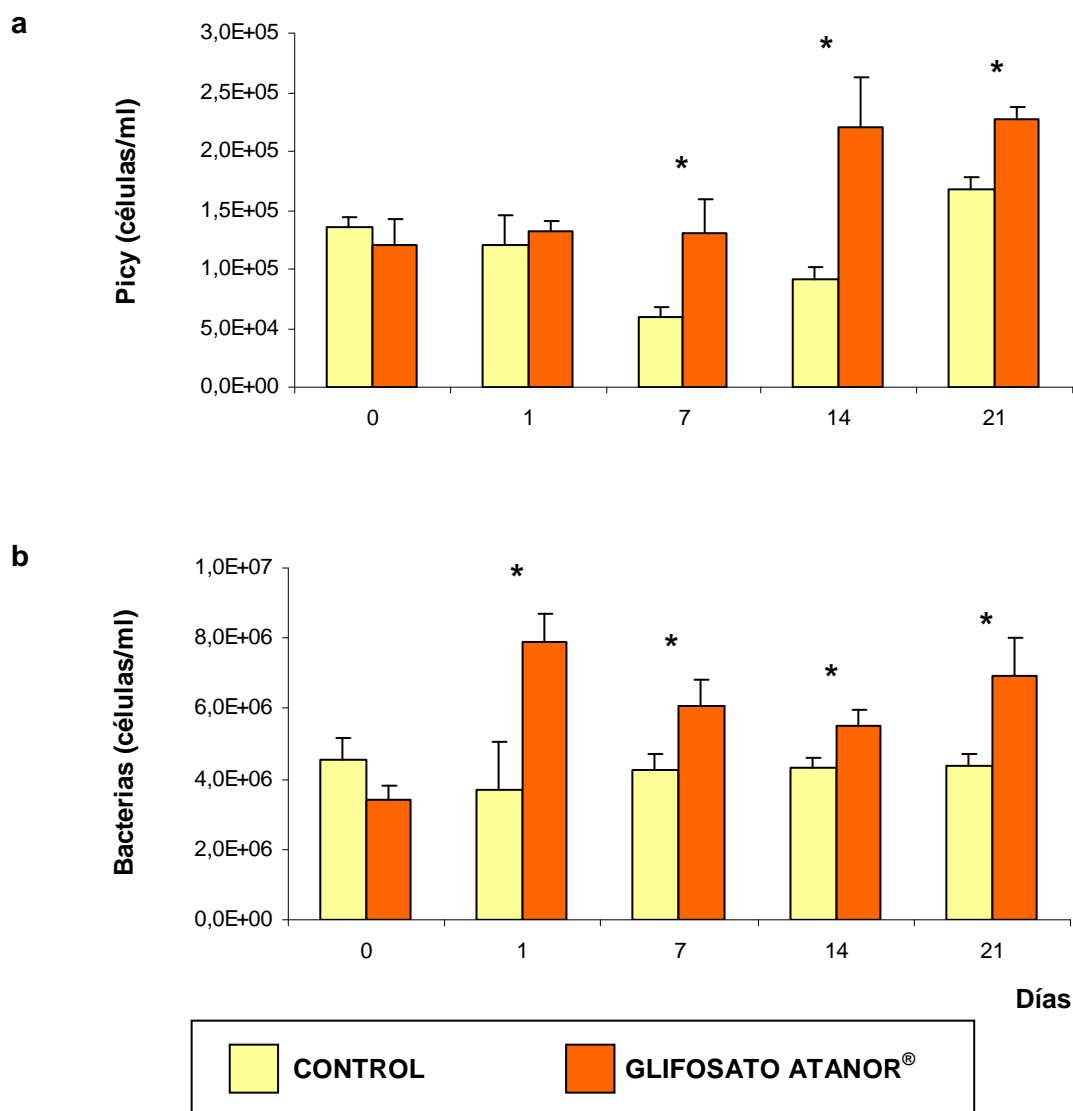 a
Picy (células/ml)
3,0E+05
2,5E+05
2,0E+05
1,5E+05
1,0E+05
5,0E+04
0,0E+00
*
*
*
0 1 7 14 21
b
Bacterias (células/ml)
1,0E+07
8,0E+06
6,0E+06
4,0E+06
2,0E+06
0,0E+00
*
*
*
*
0 1 7 14 21
Días
CONTROL GLIFOSATO ATANOR®